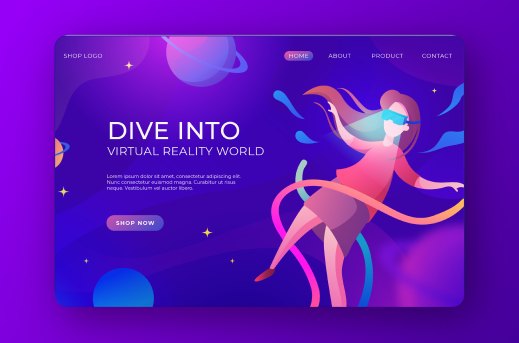 SHOP LOGO
HOME
ABOUT
PRODUCT
CONTACT
DIVE INTO
VIRTUAL REALITY WORLD
Lorem ipsum dolor sit amet, consectetur adipiscing elit.
Nunc consectetur euismod magna. Curabitur ut risus
neque. Vestibulum vel auctor libero.
SHOP NOW